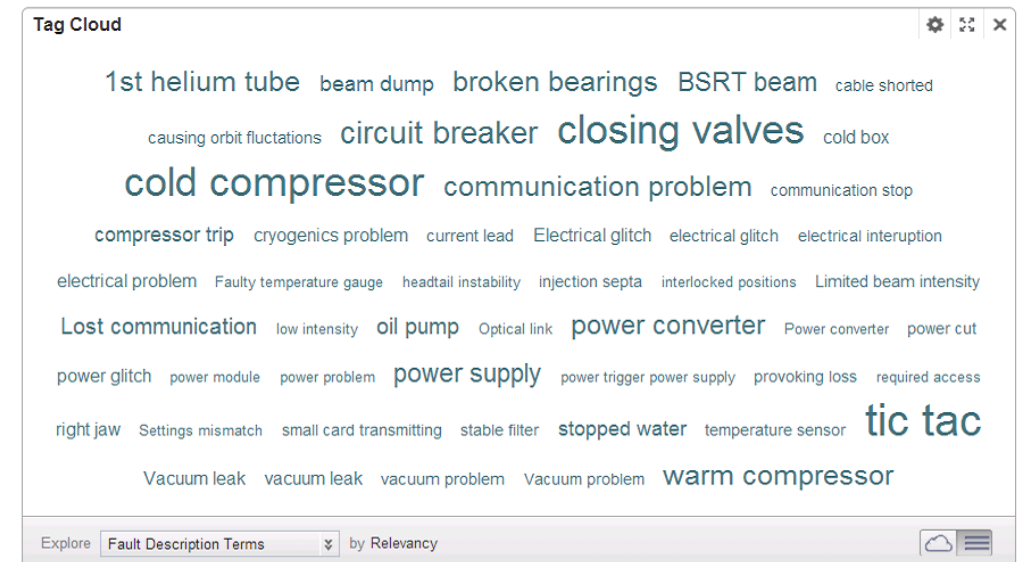 Tag Cloud
1st helium tube beam dump broken bearings BSRT beam cable shorted
causing orbit fluctations circuit breaker closing valves cold box
cold compressor communication problem communication stop
compressor trip cryogenics problem current lead Electrical glitch electrical glitch electrical interuption
electrical problem Faulty temperature gauge headtail instability injection septa interlocked positions Limited beam intensity
Lost communication low intensity oil pump Optical link power converter Power converter power cut
power glitch power module power problem power supply power trigger power supply provoking loss required access
right jaw Settings mismatch small card transmitting stable filter stopped water temperature sensor tic tac
Vacuum leak vacuum leak vacuum problem Vacuum problem warm compressor
Explore Fault Description Terms by Relevancy